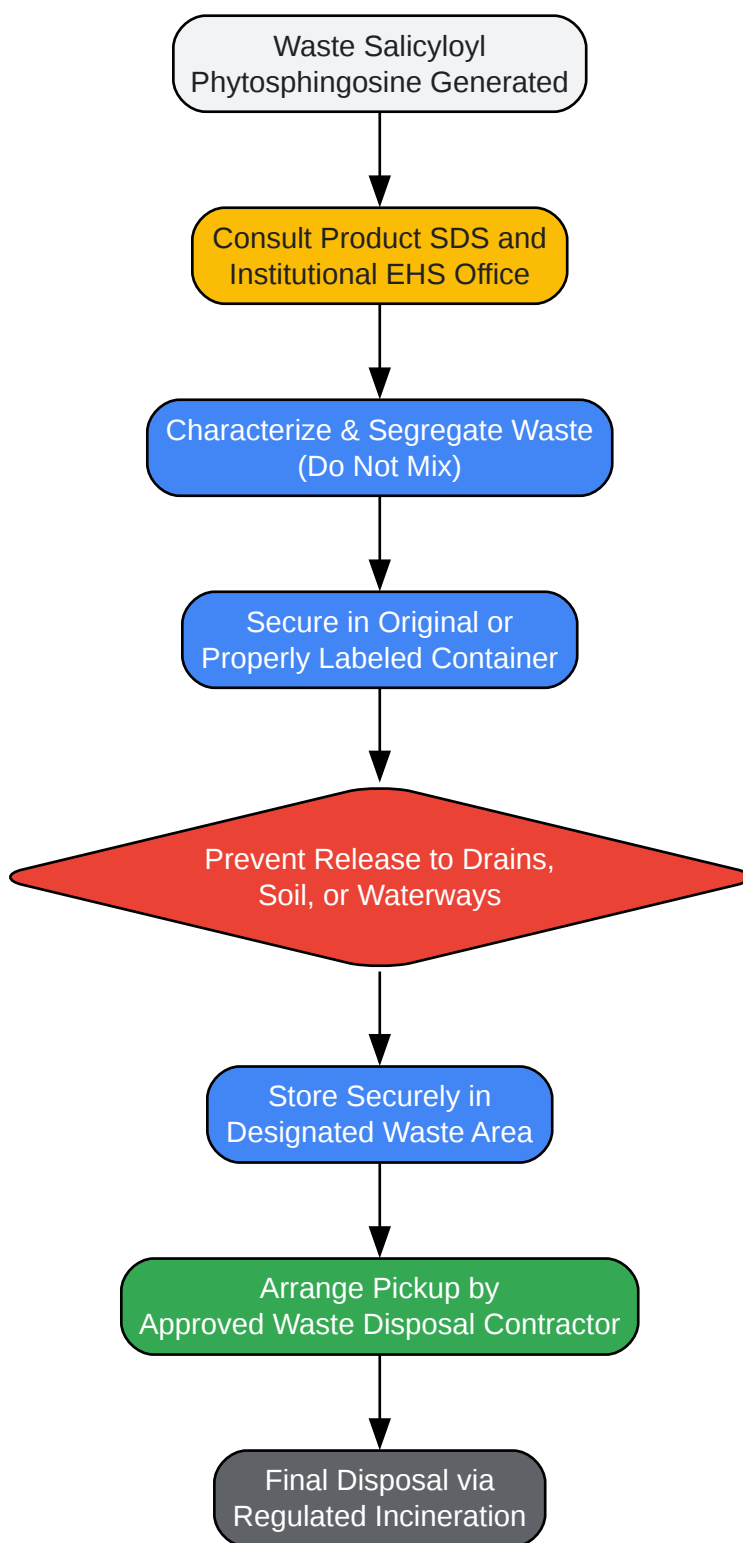 Waste Salicyloyl
Phytosphingosine Generated
Consult Product SDS and
Institutional EHS Office
Characterize & Segregate Waste
(Do Not Mix)
Secure in Original or
Properly Labeled Container
Prevent Release to Drains,
Soil, or Waterways
Store Securely in
Designated Waste Area
Arrange Pickup by
Approved Waste Disposal Contractor
Final Disposal via
Regulated Incineration